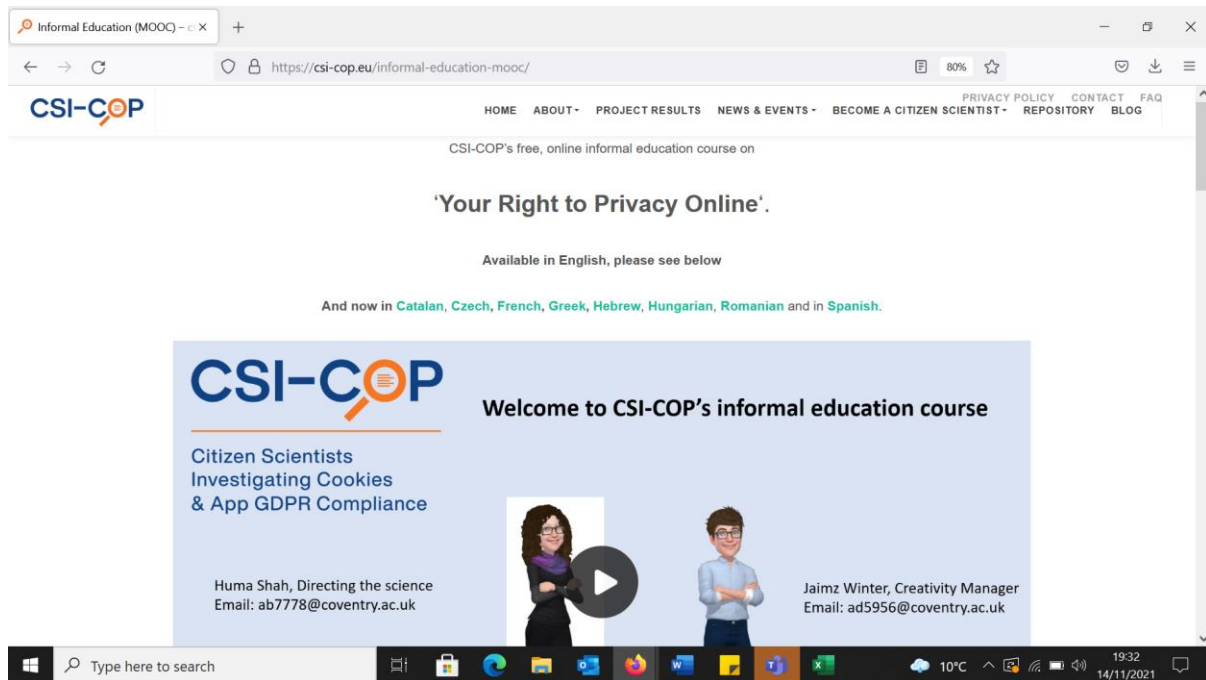 Informal Education (MOOC) – c
https://csi-cop.eu/informal-education-mooc/
80%
PRIVACY POLICY CONTACT FAQ
CSI-COP
HOME ABOUT PROJECT RESULTS NEWS & EVENTS BECOME A CITIZEN SCIENTIST REPOSITORY BLOG
CSI-COP's free, online informal education course on
‘Your Right to Privacy Online‘.
Available in English, please see below
And now in Catalan, Czech, French, Greek, Hebrew, Hungarian, Romanian and in Spanish.
CSI-COP
Welcome to CSI-COP’s informal education course
Citizen Scientists
Investigating Cookies
& App GDPR Compliance
Huma Shah, Directing the science
Email: ab7778@coventry.ac.uk
Jaimz Winter, Creativity Manager
Email: ad5956@coventry.ac.uk
Type here to search
10°C
19:32
14/11/2021